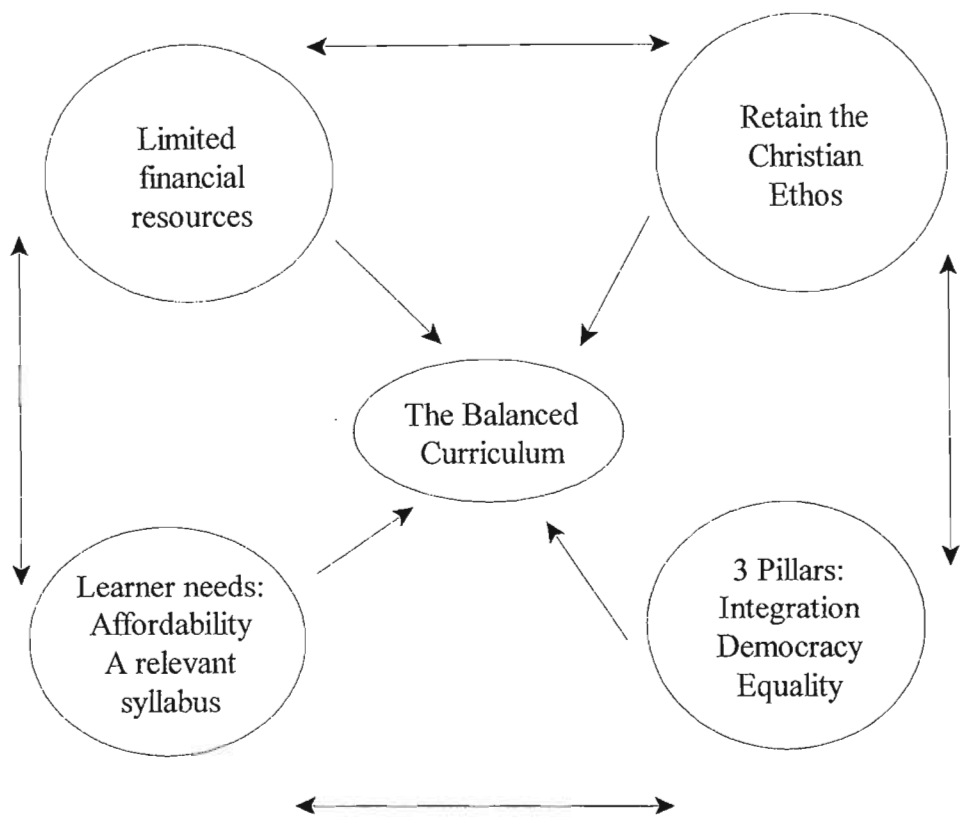 Limited
financial
resources
Retain the
Christian
Ethos
The Balanced
Curriculum
Learner needs:
Affordability
A relevant
syllabus
3 Pillars:
Integration
Democracy
Equality